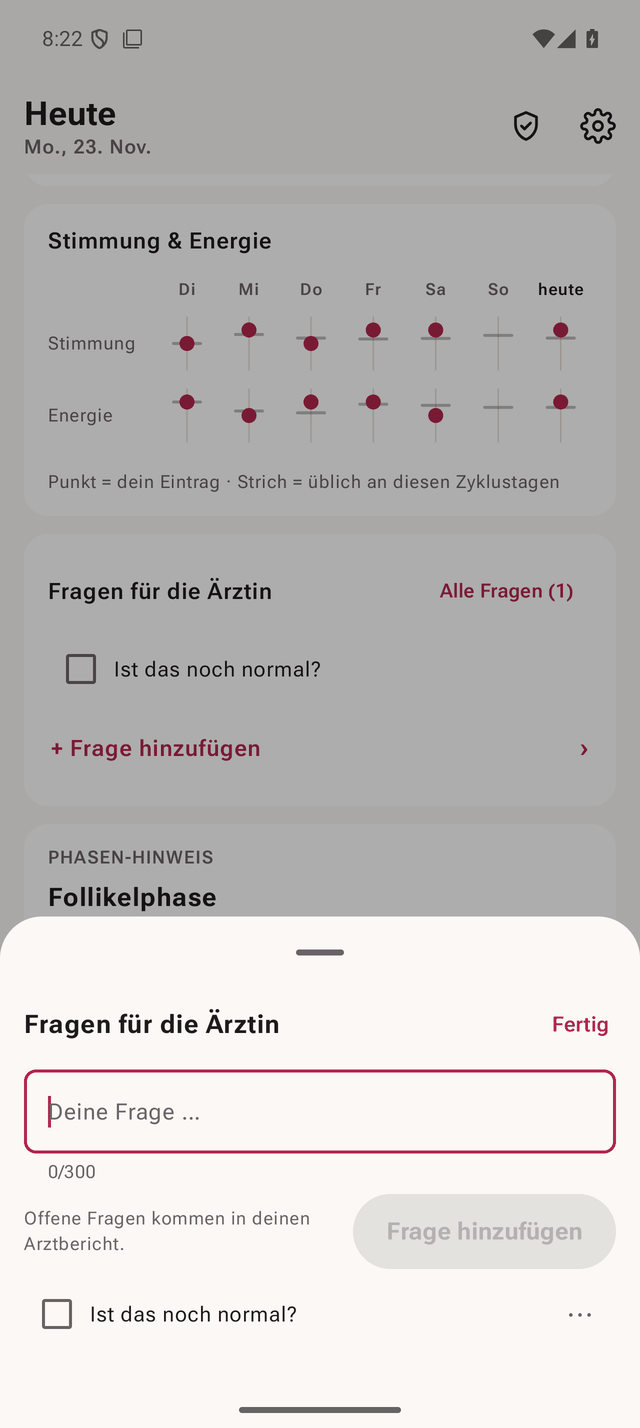 8:22
Heute
Mo., 23. Nov.
Stimmung & Energie
Di Mi Do Fr Sa So heute
Stimmung
Energie
Punkt = dein Eintrag · Strich = üblich an diesen Zyklustagen
Fragen für die Ärztin
Alle Fragen (1)
Ist das noch normal?
+ Frage hinzufügen ›
PHASEN-HINWEIS
Follikelphase
Fragen für die Ärztin
Fertig
Deine Frage ...
0/300
Offene Fragen kommen in deinen
Arztbericht.
Frage hinzufügen
Ist das noch normal?